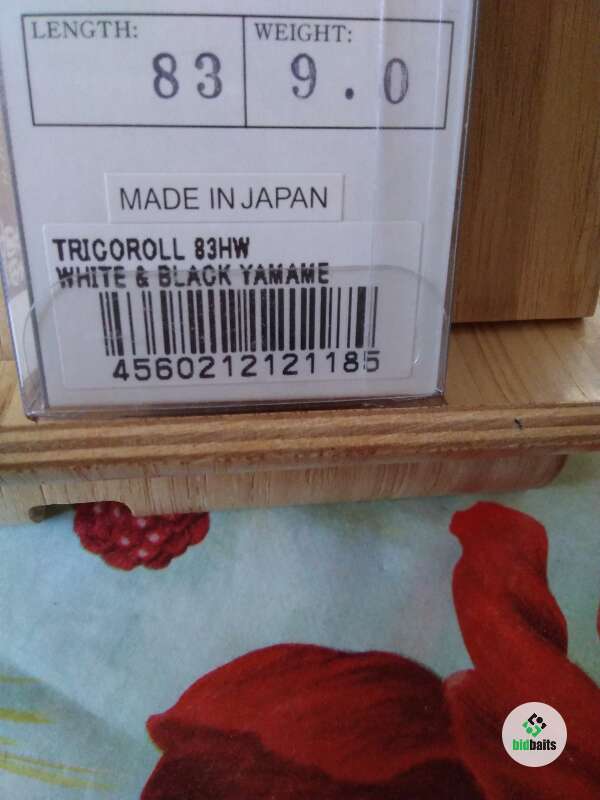 LENGTH: WEIGHT:
83 9.0
MADE IN JAPAN
TRICOROLL 83HW
WHITE & BLACK YAMAME
4560212121185
bidbaits